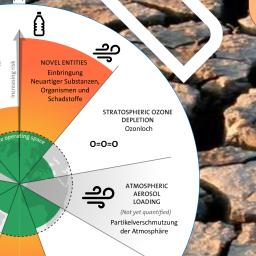 NOVEL ENTITIES
Einbringung
Neuartiger Substanzen,
Organismen und
Schadstoffe
Increasing risk
STRATOSPHERIC OZONE
DEPLETION
Ozonloch
O=O=O
operating space
ATMOSPHERIC
AEROSOL
LOADING
(Not yet quantified)
Partikelverschmutzung
der Atmosphäre